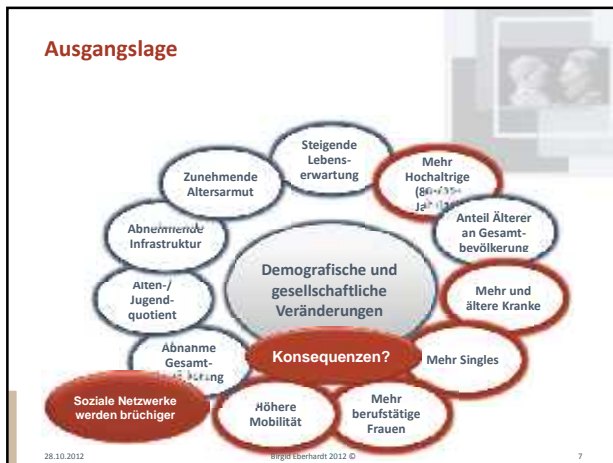 Ausgangslage
Steigende
Lebens-
erwartung
Mehr
Hochaltrige
Anteil Älterer
an Gesamt-
bevölkerung
Mehr und
ältere Kranke
Mehr Singles
Mehr
berufstätige
Frauen
Höhere
Mobilität
Soziale Netzwerke
werden brüchiger
Abnahme
Gesamt-
Alten-/
Jugend-
quotient
Abnehmende
Infrastruktur
Zunehmende
Altersarmut
Demografische und
gesellschaftliche
Veränderungen
Konsequenzen?
28.10.2012
Birgid Eberhardt 2012 ©
7